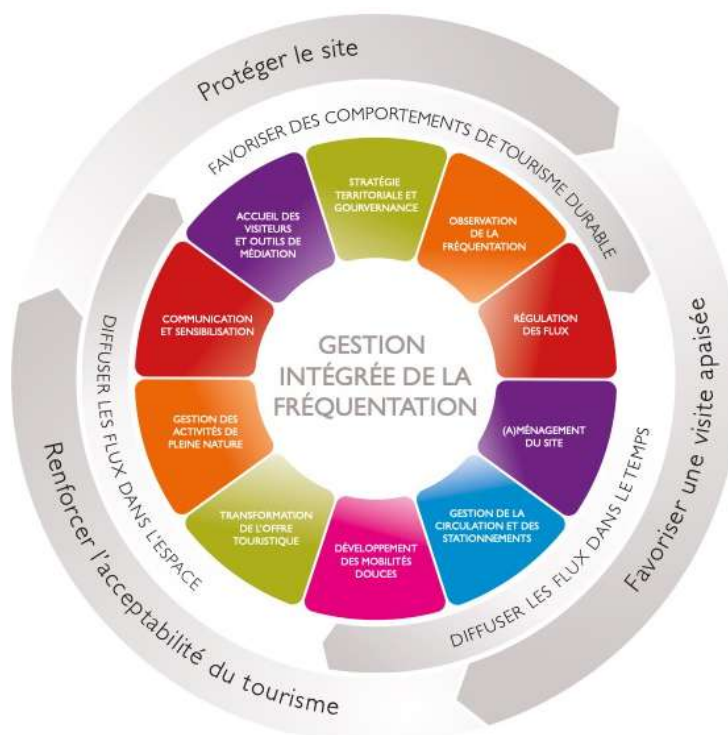 Protéger le site
FAVORISER DES COMPORTEMENTS DE TOURISME DURABLE
STRATÉGIE
TERRITORIALE ET
GOURVERNANCE
OBSERVATION
DE LA
FRÉQUENTATION
RÉGULATION
DES FLUX
(A)MÉNAGEMENT
DU SITE
GESTION DE LA
CIRCULATION ET DES
STATIONNEMENTS
DÉVELOPPEMENT
DES MOBILITÉS
DOUCES
TRANSFORMATION
DE L'OFFRE
TOURISTIQUE
GESTION DES
ACTIVITÉS DE
PLEINE NATURE
COMMUNICATION
ET SENSIBILISATION
ACCUEIL DES
VISITEURS
ET OUTILS DE
MÉDIATION
GESTION
INTÉGRÉE DE LA
FRÉQUENTATION
DIFFUSER LES FLUX DANS LE TEMPS
Favoriser une visite apaisée
DIFFUSER LES FLUX DANS L'ESPACE
Renforcer l'acceptabilité du tourisme